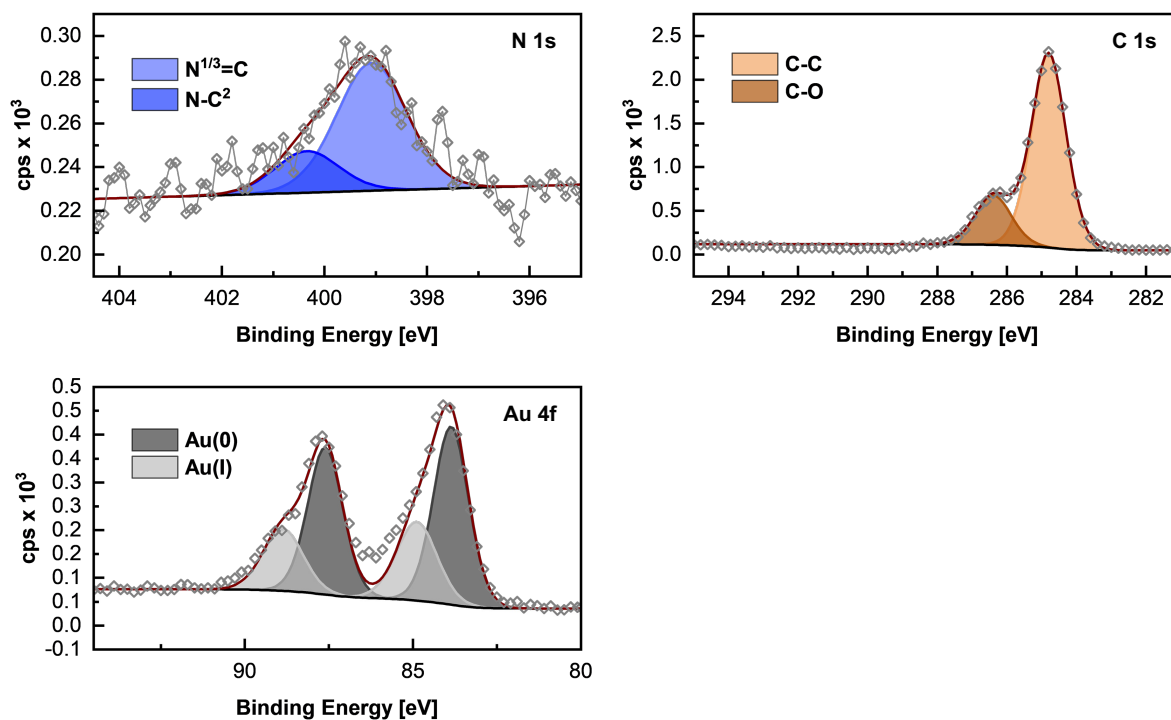 N 1s
N¹ᐟ³=C
N-C²
cps x 10³
0.30
0.28
0.26
0.24
0.22
0.20
404
402
400
398
396
Binding Energy [eV]
C 1s
C-C
C-O
cps x 10³
2.5
2.0
1.5
1.0
0.5
0.0
294
292
290
288
286
284
282
Binding Energy [eV]
Au 4f
Au(0)
Au(I)
cps x 10³
0.5
0.5
0.4
0.4
0.3
0.3
0.2
0.2
0.1
0.1
0.0
-0.1
90
85
80
Binding Energy [eV]